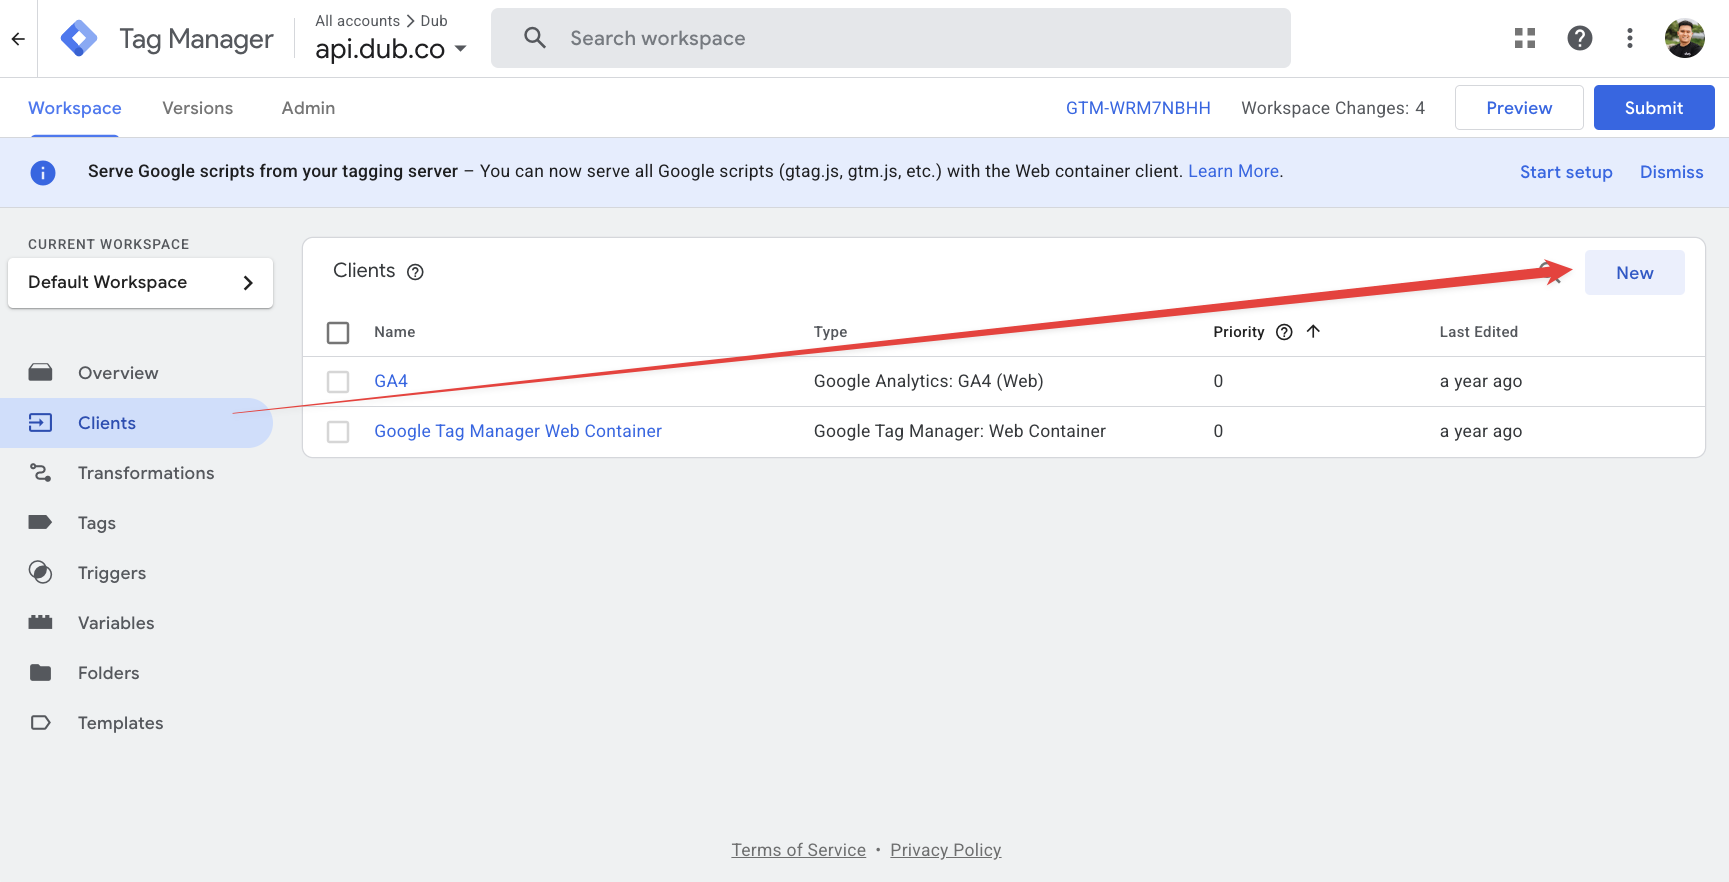 Tag Manager
All accounts > Dub
api.dub.co
Search workspace
Workspace Versions Admin
GTM-WRM7NBHH Workspace Changes: 4 Preview Submit
Serve Google scripts from your tagging server – You can now serve all Google scripts (gtag.js, gtm.js, etc.) with the Web container client. Learn More.
Start setup Dismiss
CURRENT WORKSPACE
Default Workspace
Overview
Clients
Transformations
Tags
Triggers
Variables
Folders
Templates
Clients
New
Name Type Priority Last Edited
GA4 Google Analytics: GA4 (Web) 0 a year ago
Google Tag Manager Web Container Google Tag Manager: Web Container 0 a year ago
Terms of Service • Privacy Policy